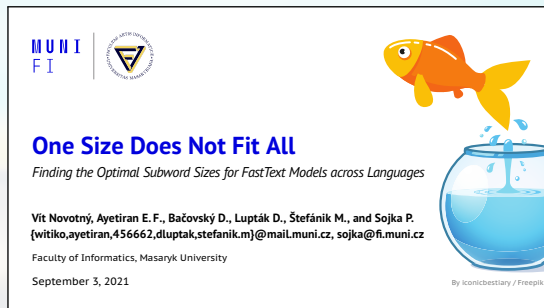 MUNI
FI
One Size Does Not Fit All
Finding the Optimal Subword Sizes for FastText Models across Languages
Vít Novotný, Ayetiran E. F., Bačovský D., Lupták D., Štefánik M., and Sojka P.
{witiko,ayetiran,456662,dluptak,stefanik.m}@mail.muni.cz, sojka@fi.muni.cz
Faculty of Informatics, Masaryk University
September 3, 2021
By iconicbestiary / Freepik